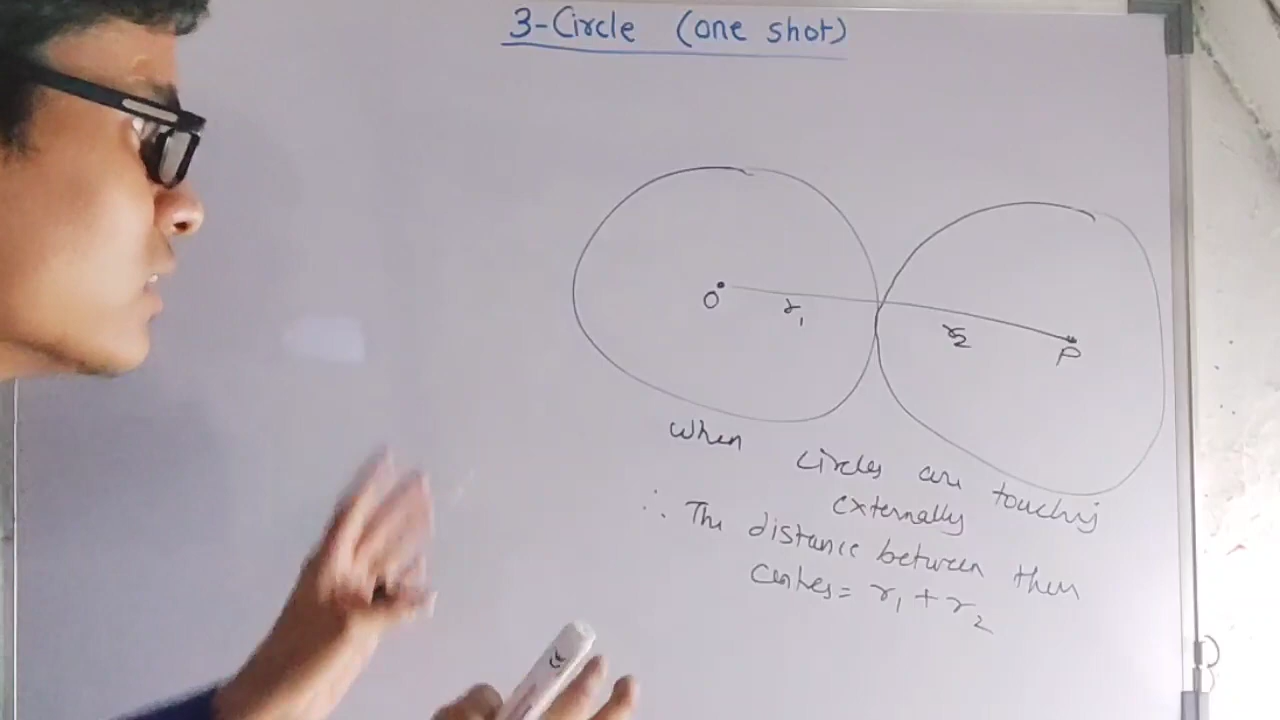 3-Circle (one shot)
O
r₁
r₂
P
When circles are touching
externally
∴ The distance between their
centres = r₁ + r₂